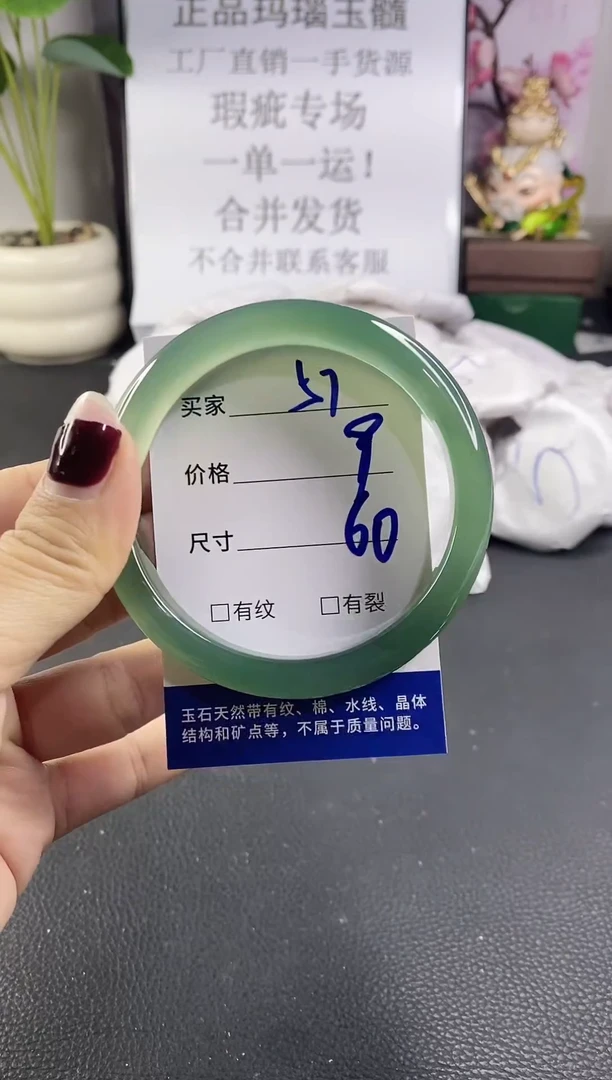 正品玛瑙玉髓
工厂直销一手货源
瑕疵专场
一单一运！
合并发货
不合并联系客服
买家 57
价格 9
尺寸 60
□有纹 □有裂
玉石天然带有纹、棉、水线、晶体
结构和矿点等，不属于质量问题。